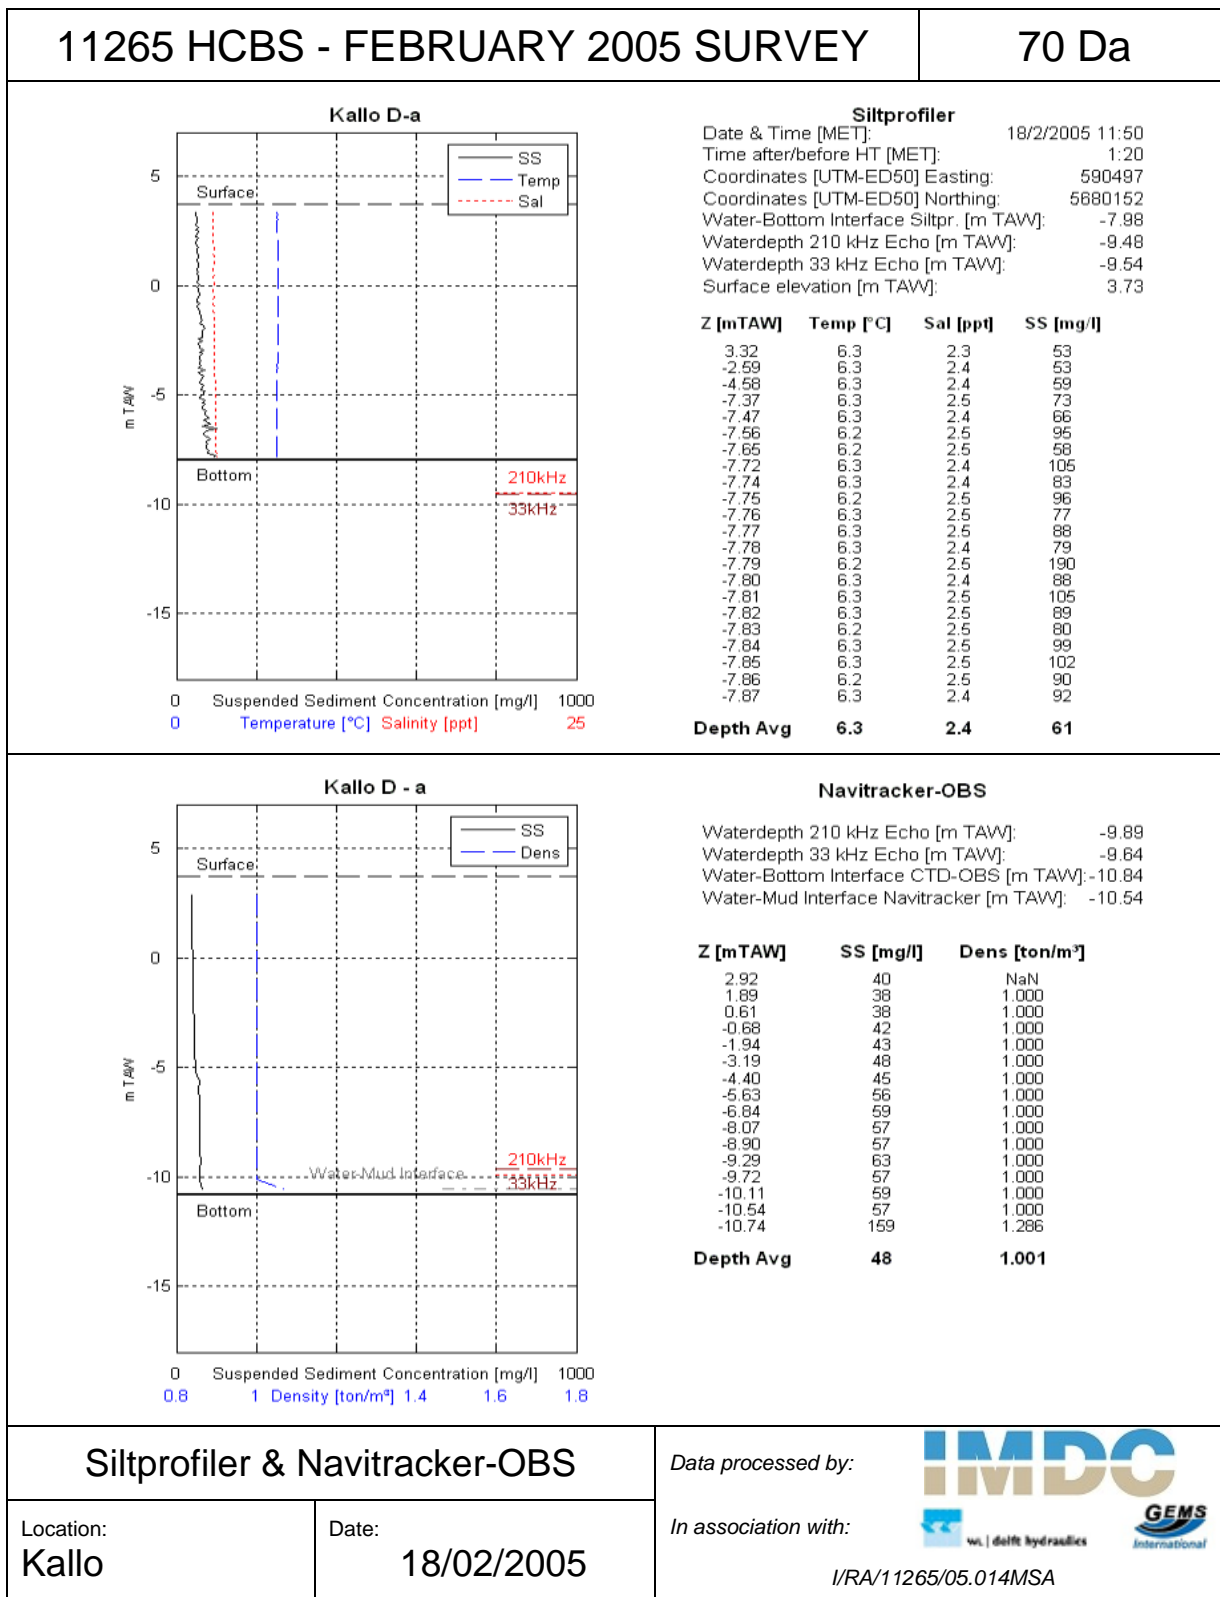 11265 HCBS - FEBRUARY 2005 SURVEY 70 Da
Kallo D-a
SS
Temp
Sal
Surface
5
0
-5
-10
-15
m TAW
Bottom
210kHz
33kHz
0 Suspended Sediment Concentration [mg/l] 1000
0 Temperature [°C] Salinity [ppt] 25
Siltprofiler
Date & Time [MET]: 18/2/2005 11:50
Time after/before HT [MET]: 1:20
Coordinates [UTM-ED50] Easting: 590497
Coordinates [UTM-ED50] Northing: 5680152
Water-Bottom Interface Siltpr. [m TAW]: -7.98
Waterdepth 210 kHz Echo [m TAW]: -9.48
Waterdepth 33 kHz Echo [m TAW]: -9.54
Surface elevation [m TAW]: 3.73
Z [mTAW] Temp [°C] Sal [ppt] SS [mg/l]
3.32 6.3 2.3 53
-2.59 6.3 2.4 53
-4.58 6.3 2.4 59
-7.37 6.3 2.5 73
-7.47 6.3 2.4 66
-7.56 6.2 2.5 95
-7.65 6.2 2.5 58
-7.72 6.3 2.4 105
-7.74 6.3 2.4 83
-7.75 6.2 2.5 96
-7.76 6.3 2.5 77
-7.77 6.3 2.5 88
-7.78 6.3 2.4 79
-7.79 6.2 2.5 190
-7.80 6.3 2.4 88
-7.81 6.3 2.5 105
-7.82 6.3 2.5 89
-7.83 6.2 2.5 80
-7.84 6.3 2.5 99
-7.85 6.3 2.5 102
-7.86 6.2 2.5 90
-7.87 6.3 2.4 92
Depth Avg 6.3 2.4 61
Kallo D - a
SS
Dens
Surface
5
0
-5
-10
-15
m TAW
Water-Mud Interface
210kHz
33kHz
Bottom
0 Suspended Sediment Concentration [mg/l] 1000
0.8 1 Density [ton/m³] 1.4 1.6 1.8
Navitracker-OBS
Waterdepth 210 kHz Echo [m TAW]: -9.89
Waterdepth 33 kHz Echo [m TAW]: -9.64
Water-Bottom Interface CTD-OBS [m TAW]: -10.84
Water-Mud Interface Navitracker [m TAW]: -10.54
Z [mTAW] SS [mg/l] Dens [ton/m³]
2.92 40 NaN
1.89 38 1.000
0.61 38 1.000
-0.68 42 1.000
-1.94 43 1.000
-3.19 48 1.000
-4.40 45 1.000
-5.63 56 1.000
-6.84 59 1.000
-8.07 57 1.000
-8.90 57 1.000
-9.29 63 1.000
-9.72 57 1.000
-10.11 59 1.000
-10.54 57 1.000
-10.74 159 1.286
Depth Avg 48 1.001
Siltprofiler & Navitracker-OBS
Location:
Kallo
Date:
18/02/2005
Data processed by:
IMDC
In association with:
wL | delft hydraulics
GEMS
International
I/RA/11265/05.014MSA